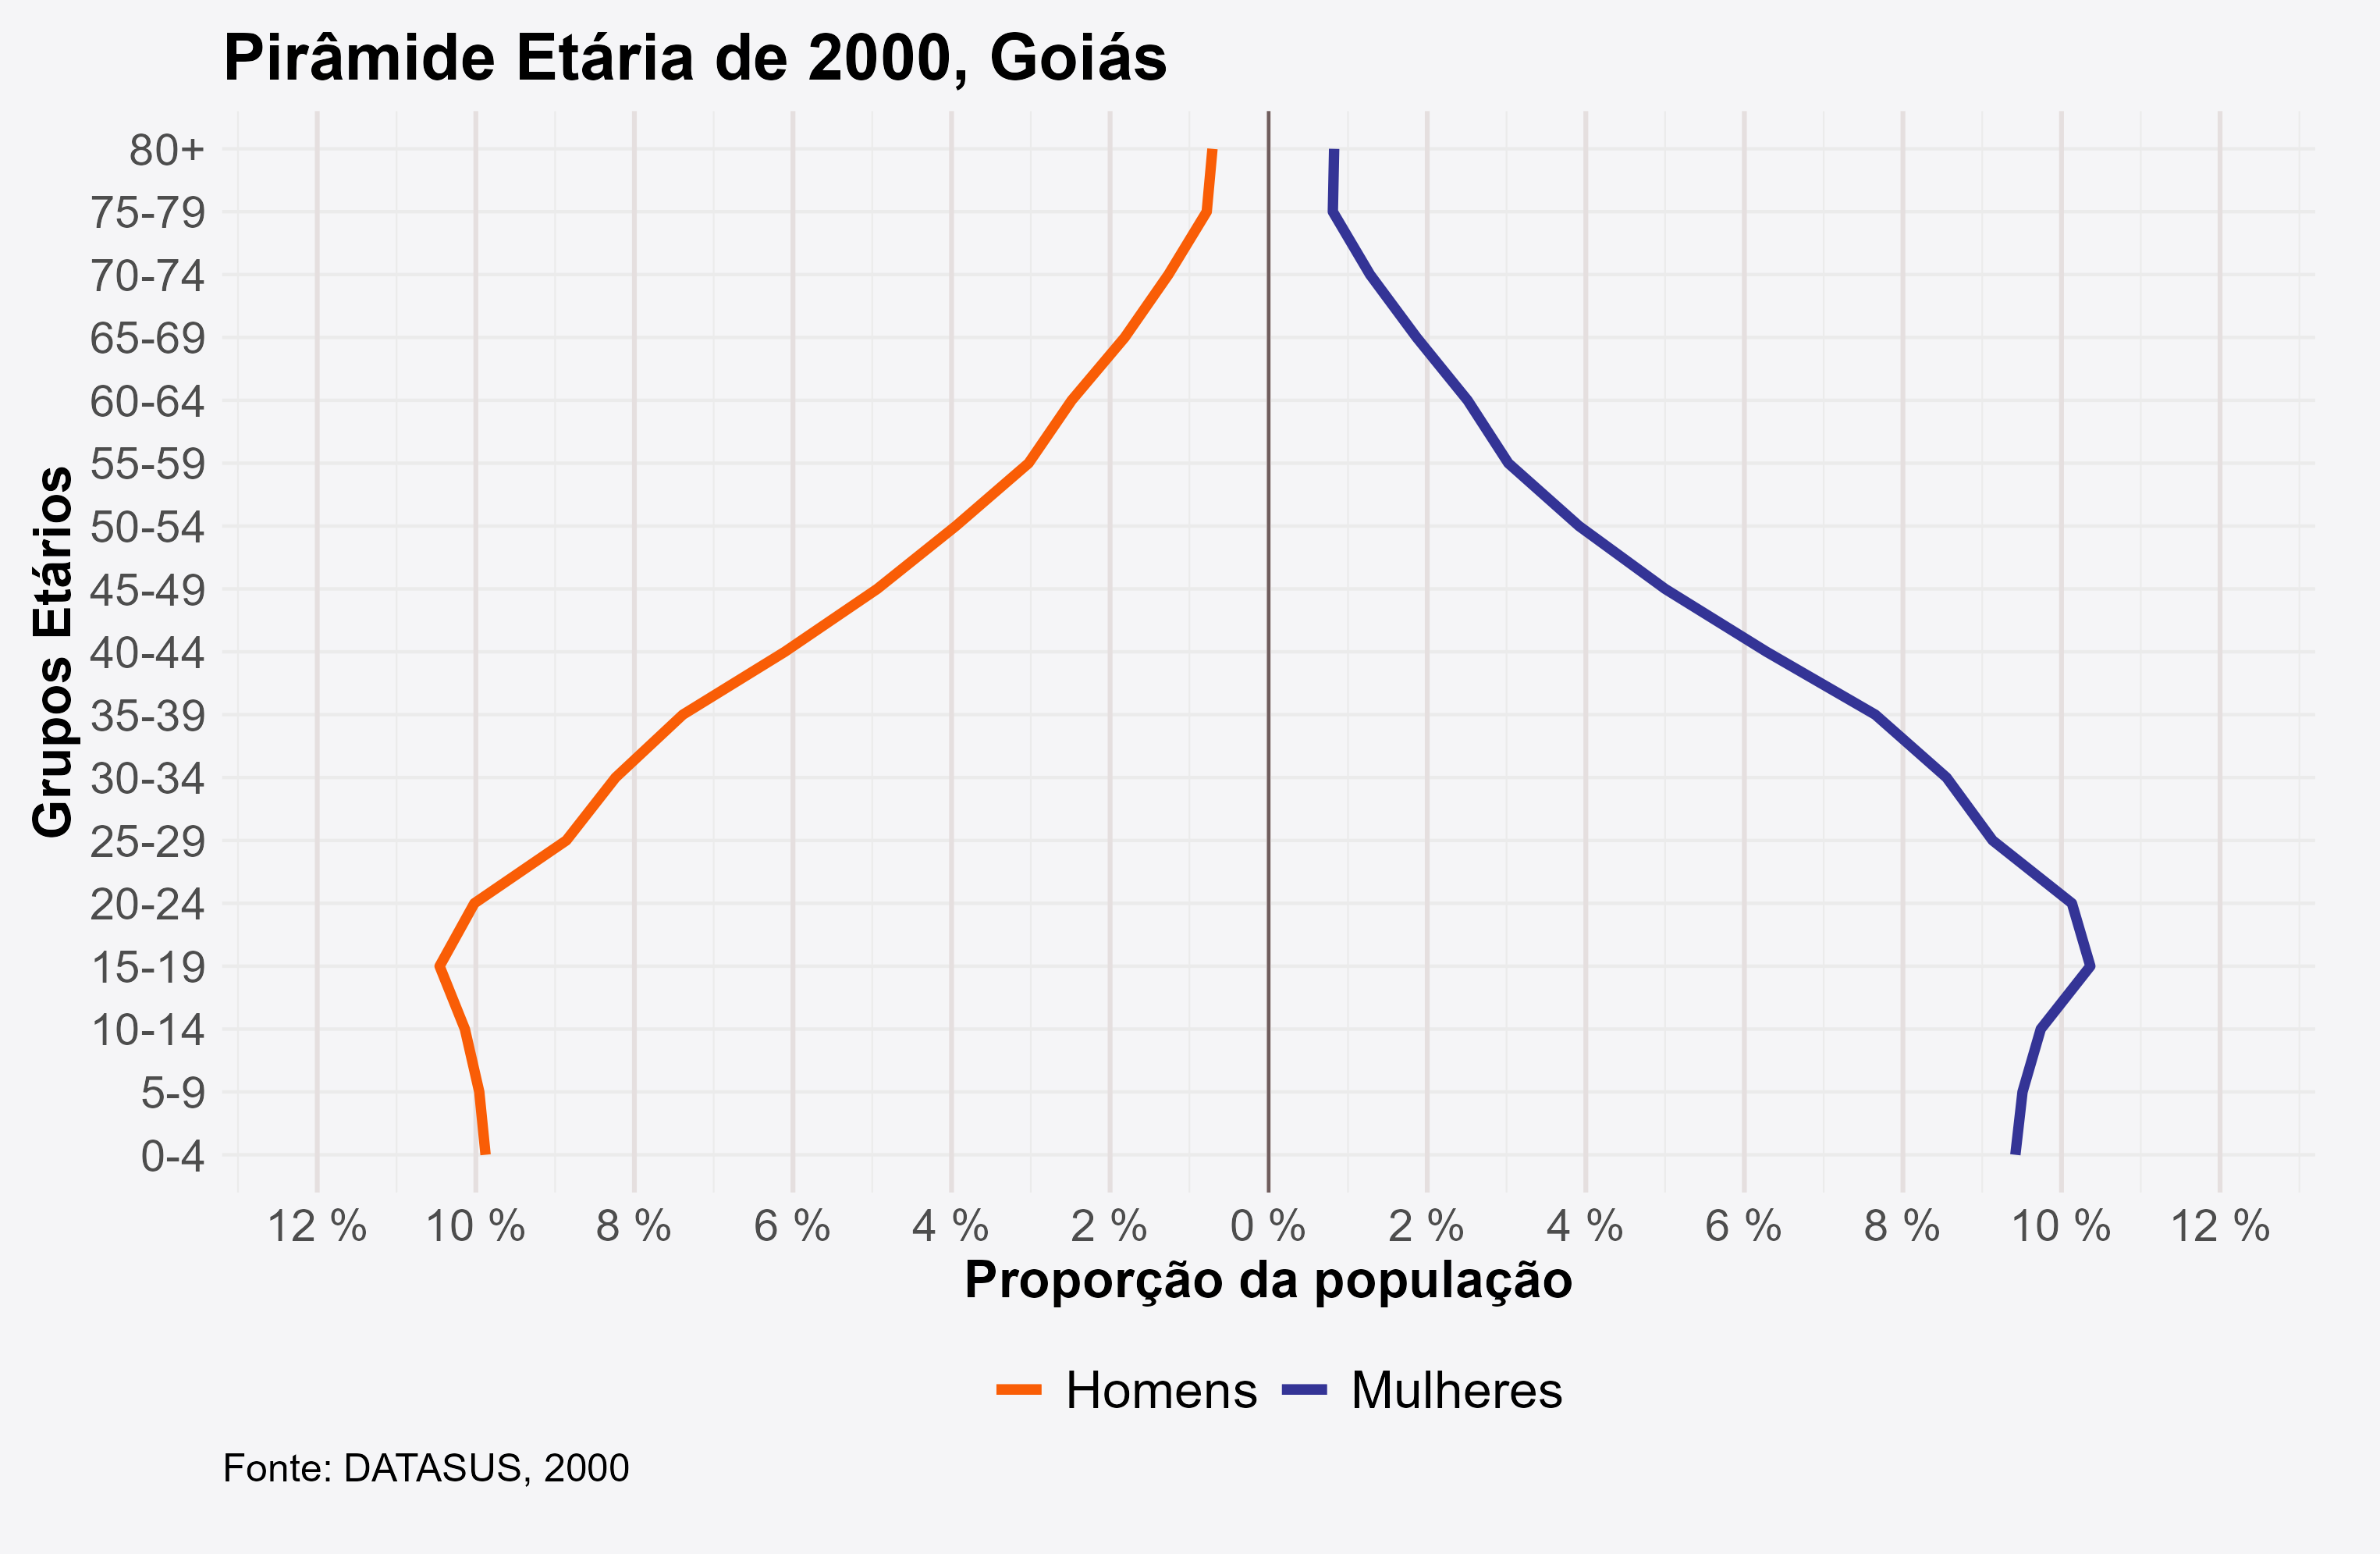 Pirâmide Etária de 2000, Goiás
Grupos Etários
80+
75-79
70-74
65-69
60-64
55-59
50-54
45-49
40-44
35-39
30-34
25-29
20-24
15-19
10-14
5-9
0-4
12 % 10 % 8 % 6 % 4 % 2 % 0 % 2 % 4 % 6 % 8 % 10 % 12 %
Proporção da população
Homens Mulheres
Fonte: DATASUS, 2000